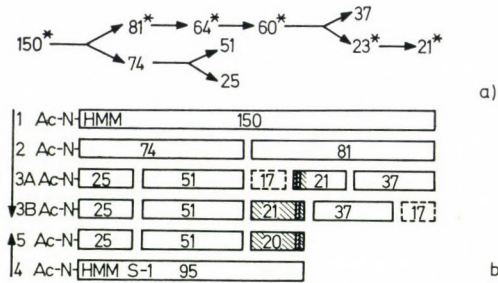 150* 81* 64* 60* 37
74 51 23* 21*
25
a)
1 Ac-N HMM 150
2 Ac-N 74 81
3A Ac-N 25 51 17 21 37
3B Ac-N 25 51 21 37 17
5 Ac-N 25 51 20
4 Ac-N HMM S-1 95 b